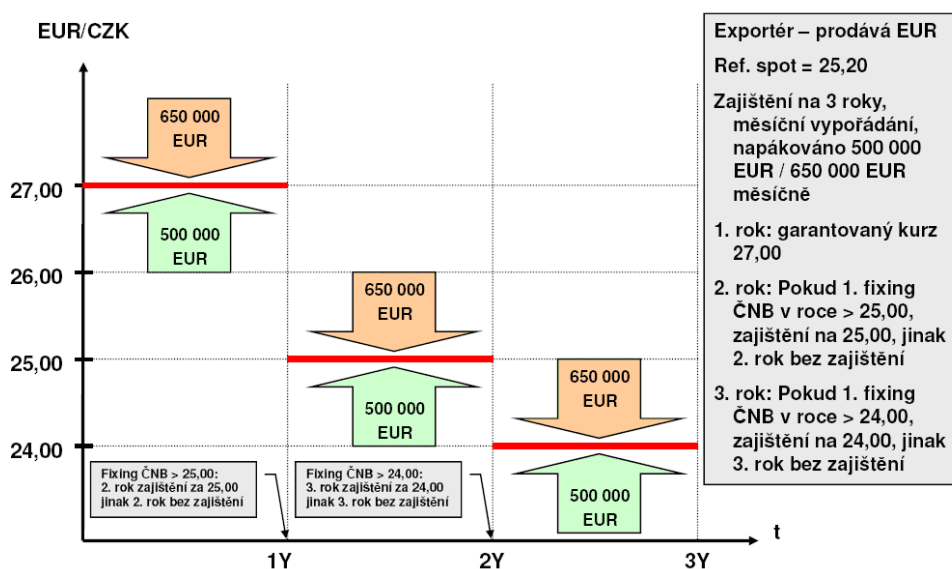 EUR/CZK
27,00
26,00
25,00
24,00
650 000
EUR
500 000
EUR
650 000
EUR
500 000
EUR
650 000
EUR
500 000
EUR
Fixing ČNB > 25,00:
2. rok zajištění za 25,00
jinak 2. rok bez zajištění
Fixing ČNB > 24,00:
3. rok zajištění za 24,00
jinak 3. rok bez zajištění
1Y
2Y
3Y
t
Exportér – prodává EUR
Ref. spot = 25,20
Zajištění na 3 roky,
měsíční vypořádání,
napákováno 500 000
EUR / 650 000 EUR
měsíčně
1. rok: garantovaný kurz
27,00
2. rok: Pokud 1. fixing
ČNB v roce > 25,00,
zajištění na 25,00, jinak
2. rok bez zajištění
3. rok: Pokud 1. fixing
ČNB v roce > 24,00,
zajištění na 24,00, jinak
3. rok bez zajištění